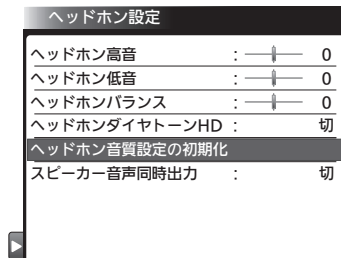 ヘッドホン設定
ヘッドホン高音 : 0
ヘッドホン低音 : 0
ヘッドホンバランス : 0
ヘッドホンダイヤトーンHD : 切
ヘッドホン音質設定の初期化
スピーカー音声同時出力 : 切